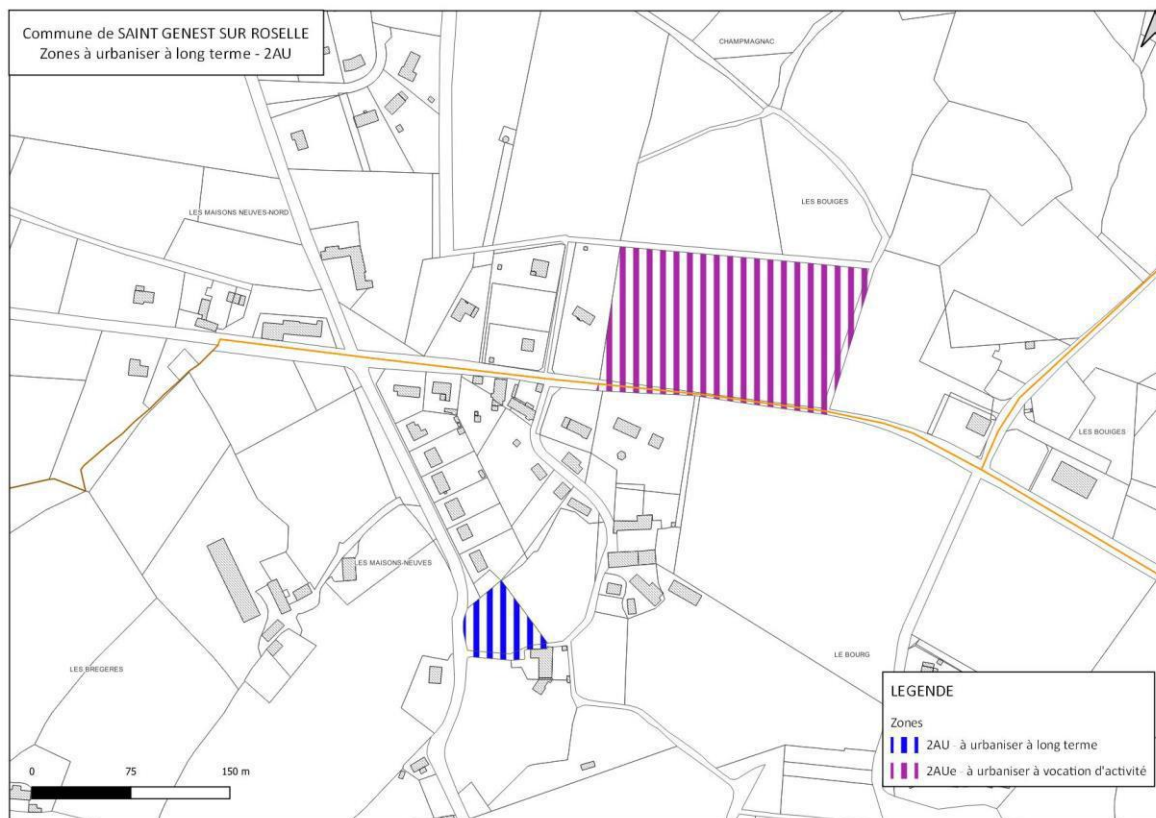 Commune de SAINT GENEST SUR ROSELLE
Zones à urbaniser à long terme - 2AU
CHAMPMAGNAC
LES BOUIGES
LES MAISONS NEUVES-NORD
LES BOUIGES
LES MAISONS-NEUVES
LES BREGERES
LE BOURG
LEGENDE
Zones
2AU - à urbaniser à long terme
2AUe - à urbaniser à vocation d'activité
0 75 150 m